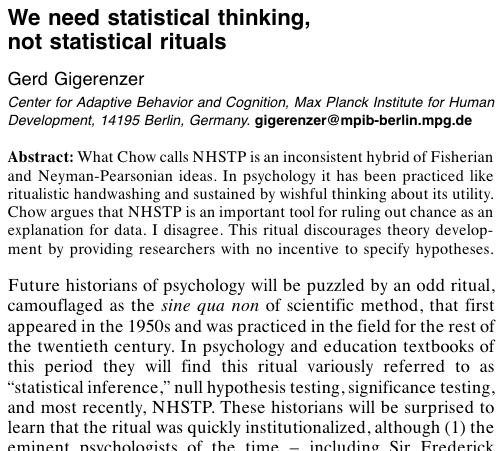 We need statistical thinking,
not statistical rituals
Gerd Gigerenzer
Center for Adaptive Behavior and Cognition, Max Planck Institute for Human
Development, 14195 Berlin, Germany. gigerenzer@mpib-berlin.mpg.de
Abstract: What Chow calls NHSTP is an inconsistent hybrid of Fisherian
and Neyman-Pearsonian ideas. In psychology it has been practiced like
ritualistic handwashing and sustained by wishful thinking about its utility.
Chow argues that NHSTP is an important tool for ruling out chance as an
explanation for data. I disagree. This ritual discourages theory develop-
ment by providing researchers with no incentive to specify hypotheses.
Future historians of psychology will be puzzled by an odd ritual,
camouflaged as the sine qua non of scientific method, that first
appeared in the 1950s and was practiced in the field for the rest of
the twentieth century. In psychology and education textbooks of
this period they will find this ritual variously referred to as
“statistical inference,” null hypothesis testing, significance testing,
and most recently, NHSTP. These historians will be surprised to
learn that the ritual was quickly institutionalized, although (1) the
eminent psychologists of the time – including Sir Frederick